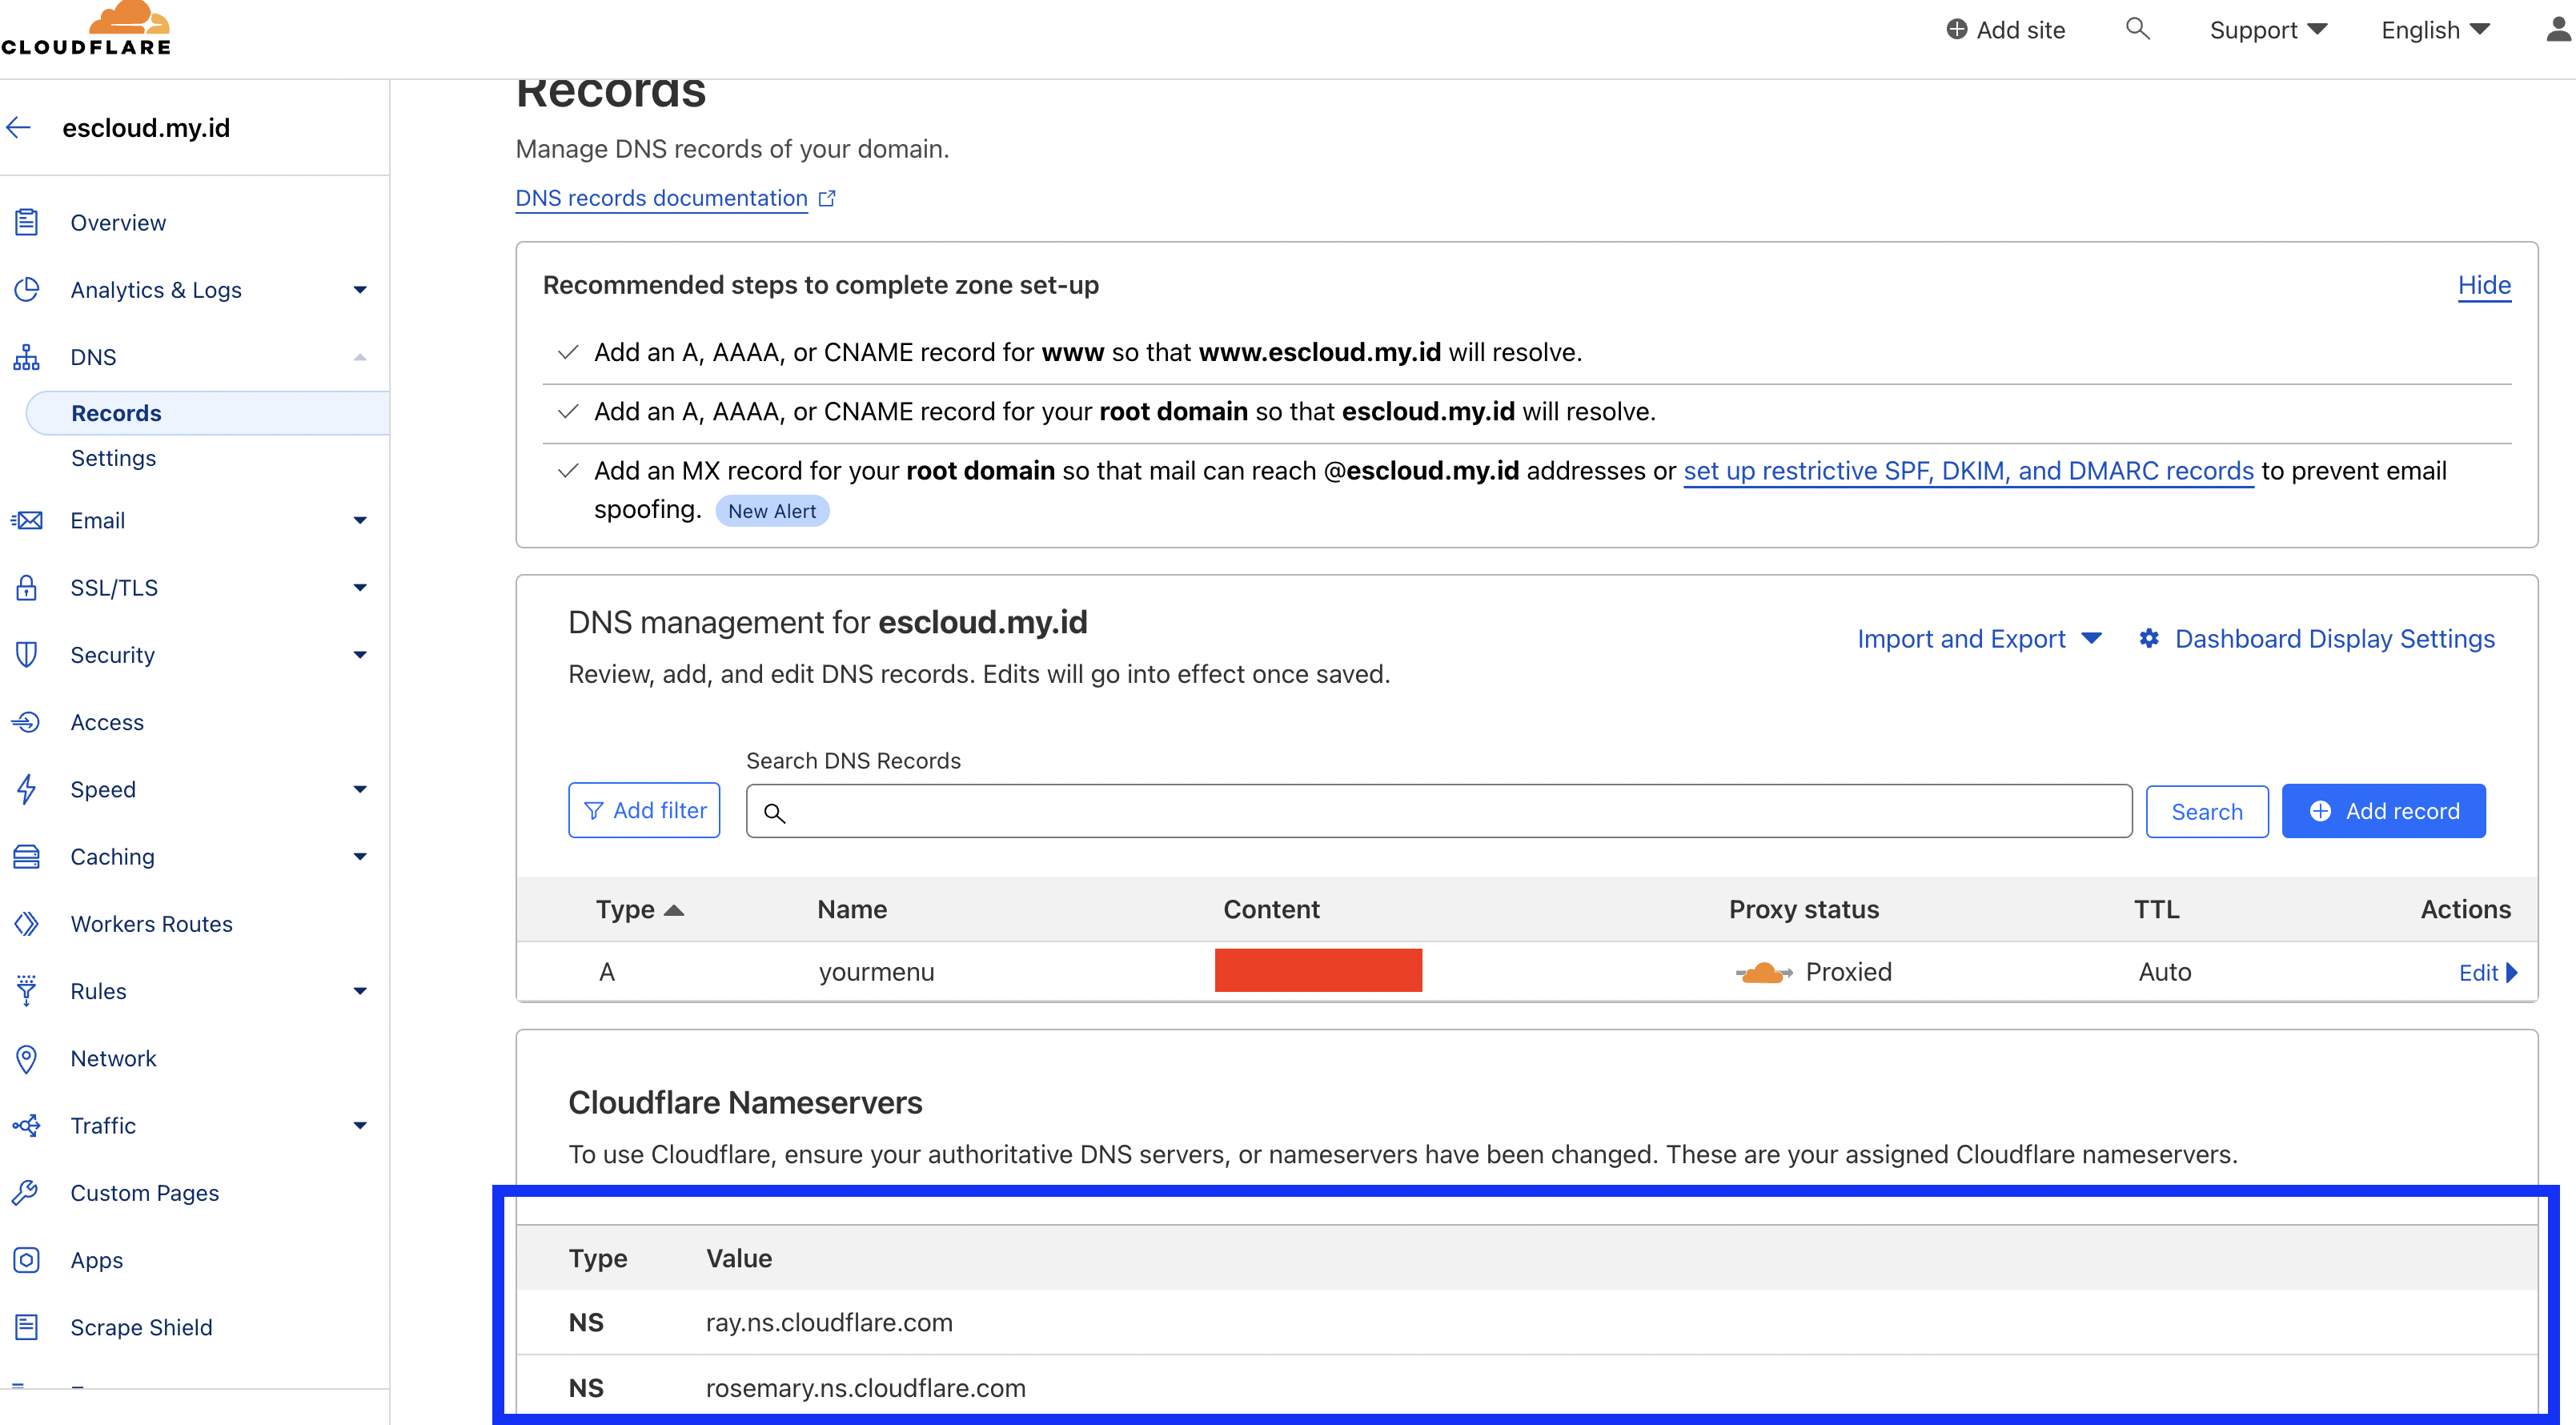 CLOUDFLARE
Add site
Support
English
escloud.my.id
Overview
Analytics & Logs
DNS
Records
Settings
Email
SSL/TLS
Security
Access
Speed
Caching
Workers Routes
Rules
Network
Traffic
Custom Pages
Apps
Scrape Shield
Records
Manage DNS records of your domain.
DNS records documentation
Recommended steps to complete zone set-up
Hide
Add an A, AAAA, or CNAME record for www so that www.escloud.my.id will resolve.
Add an A, AAAA, or CNAME record for your root domain so that escloud.my.id will resolve.
Add an MX record for your root domain so that mail can reach @escloud.my.id addresses or set up restrictive SPF, DKIM, and DMARC records to prevent email
spoofing. New Alert
DNS management for escloud.my.id
Import and Export
Dashboard Display Settings
Review, add, and edit DNS records. Edits will go into effect once saved.
Search DNS Records
Add filter
Search
Add record
Type Name Content Proxy status TTL Actions
A yourmenu Proxied Auto Edit
Cloudflare Nameservers
To use Cloudflare, ensure your authoritative DNS servers, or nameservers have been changed. These are your assigned Cloudflare nameservers.
Type Value
NS ray.ns.cloudflare.com
NS rosemary.ns.cloudflare.com